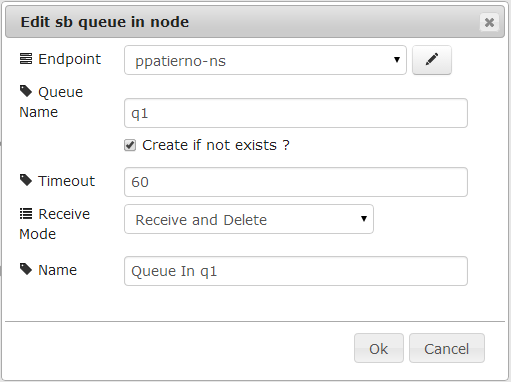 Edit sb queue in node
Endpoint ppatierno-ns
Queue Name q1
Create if not exists ?
Timeout 60
Receive Mode Receive and Delete
Name Queue In q1
Ok Cancel